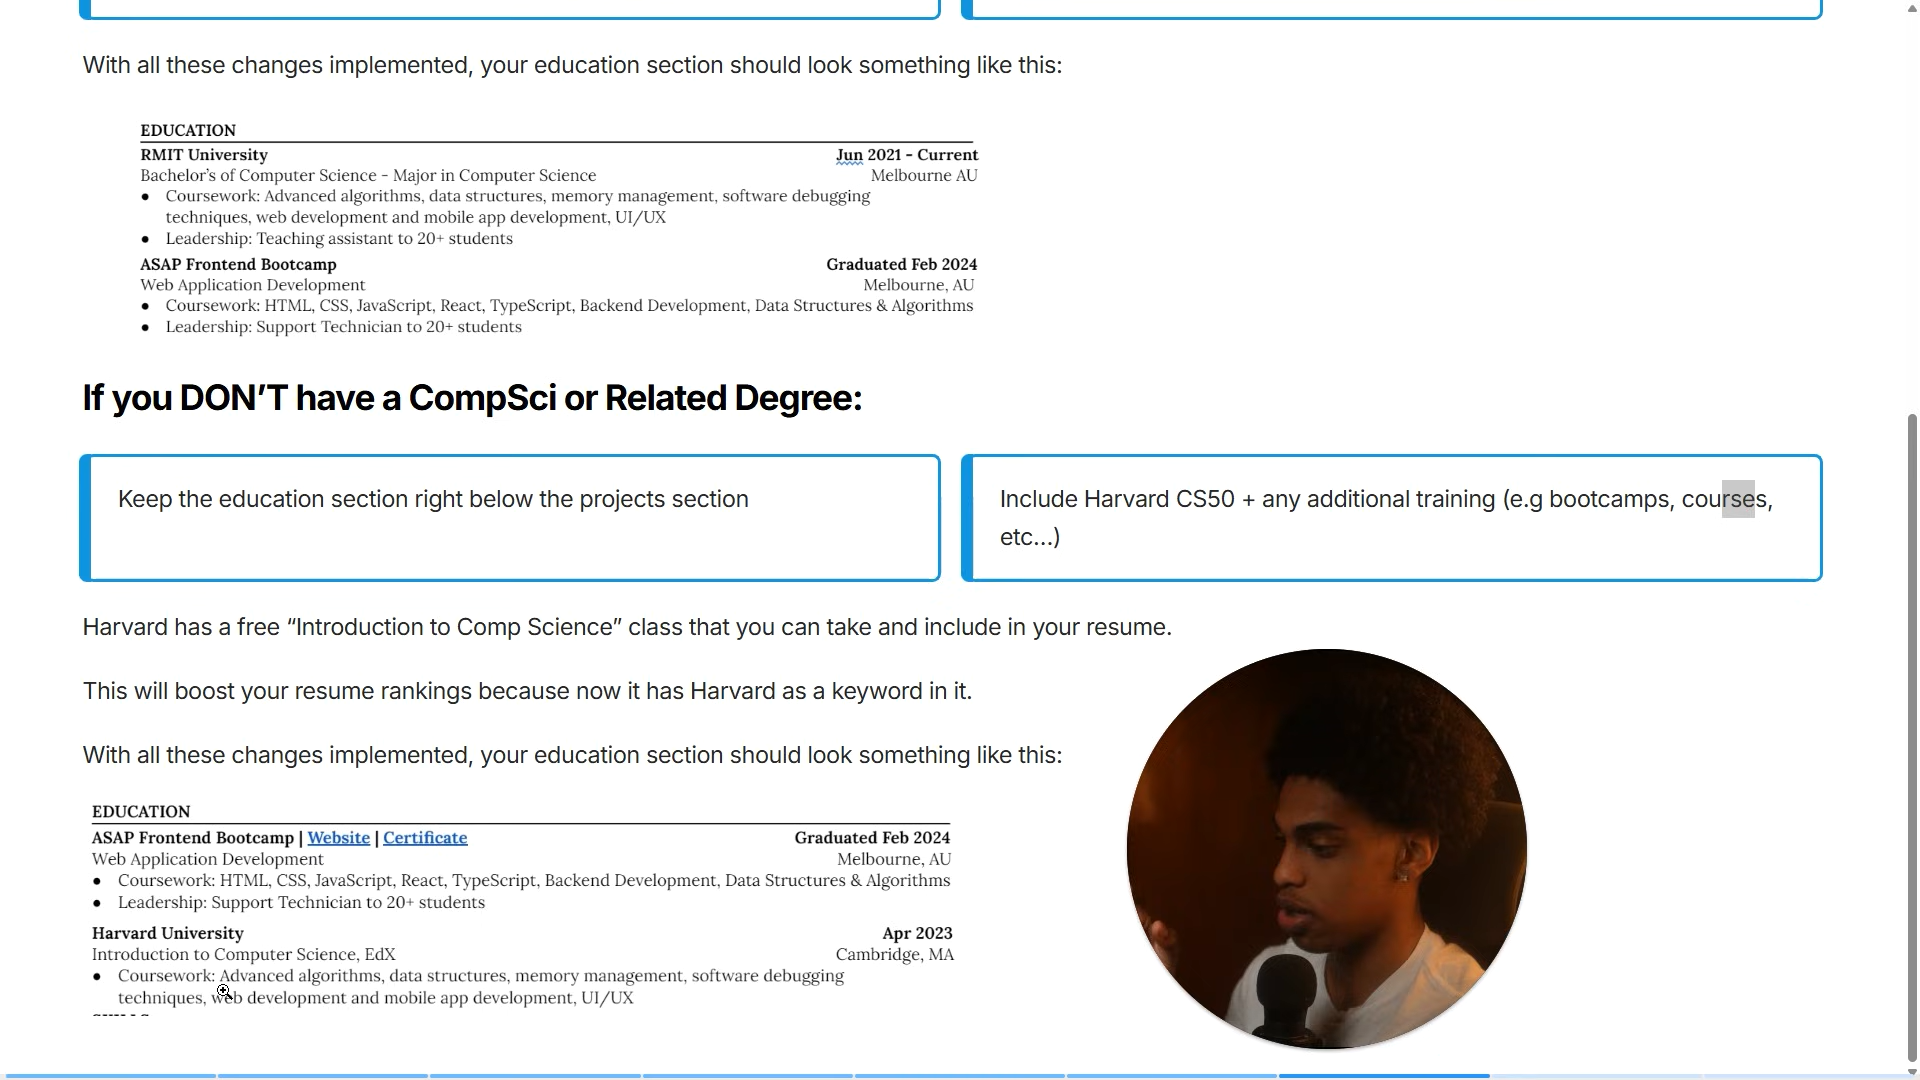 With all these changes implemented, your education section should look something like this:
EDUCATION
RMIT University Jun 2021 - Current
Bachelor's of Computer Science - Major in Computer Science Melbourne AU
● Coursework: Advanced algorithms, data structures, memory management, software debugging
techniques, web development and mobile app development, UI/UX
● Leadership: Teaching assistant to 20+ students
ASAP Frontend Bootcamp Graduated Feb 2024
Web Application Development Melbourne, AU
● Coursework: HTML, CSS, JavaScript, React, TypeScript, Backend Development, Data Structures & Algorithms
● Leadership: Support Technician to 20+ students
If you DON'T have a CompSci or Related Degree:
Keep the education section right below the projects section
Include Harvard CS50 + any additional training (e.g bootcamps, courses,
etc...)
Harvard has a free “Introduction to Comp Science” class that you can take and include in your resume.
This will boost your resume rankings because now it has Harvard as a keyword in it.
With all these changes implemented, your education section should look something like this:
EDUCATION
ASAP Frontend Bootcamp | Website | Certificate Graduated Feb 2024
Web Application Development Melbourne, AU
● Coursework: HTML, CSS, JavaScript, React, TypeScript, Backend Development, Data Structures & Algorithms
● Leadership: Support Technician to 20+ students
Harvard University Apr 2023
Introduction to Computer Science, EdX Cambridge, MA
● Coursework: Advanced algorithms, data structures, memory management, software debugging
techniques, web development and mobile app development, UI/UX